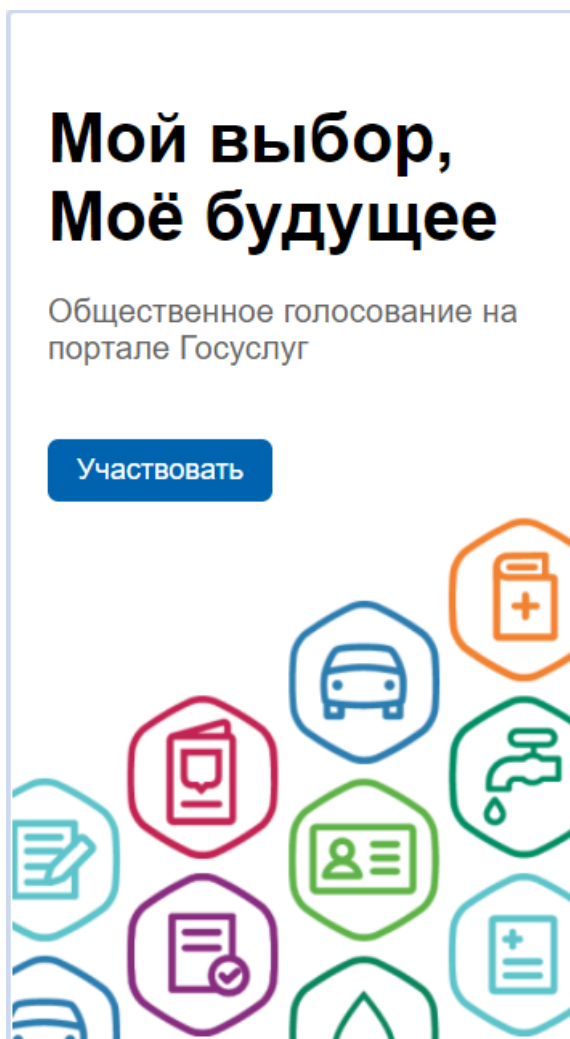 Мой выбор,
Моё будущее
Общественное голосование на
портале Госуслуг
Участвовать